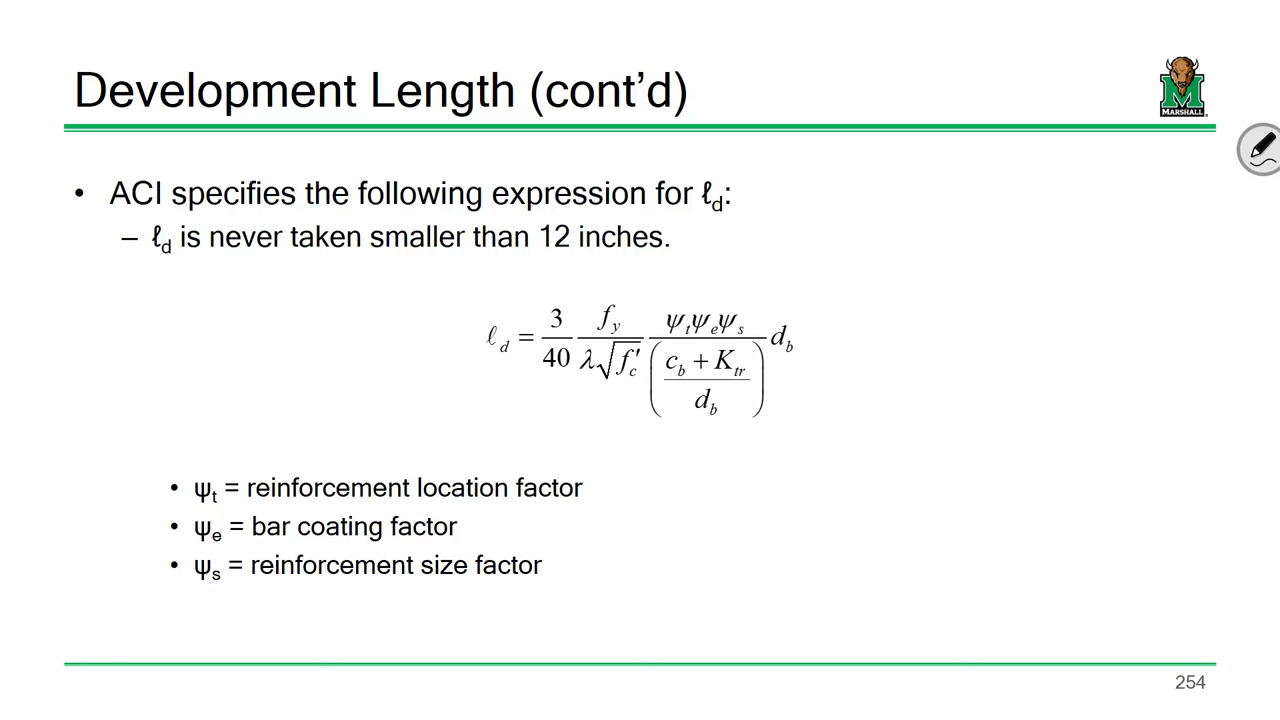 Development Length (cont’d)
MARSHALL
• ACI specifies the following expression for ℓd:
– ℓd is never taken smaller than 12 inches.
ℓd = 3/40 fy/(λ√f′c) ψtψeψs/((cb + Ktr)/db) db
• ψt = reinforcement location factor
• ψe = bar coating factor
• ψs = reinforcement size factor
254